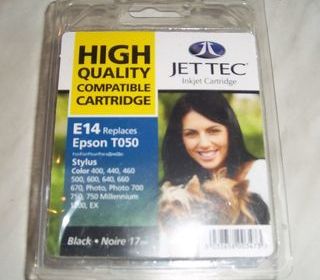 HIGH
QUALITY
COMPATIBLE
CARTRIDGE
JET TEC
Inkjet Cartridge
E14 Replaces
Epson T050
Stylus
Color 400, 440, 460
500, 600, 640, 660
670, Photo, Photo 700
710, 750 Millennium
1200, EX
Black • Noire 17